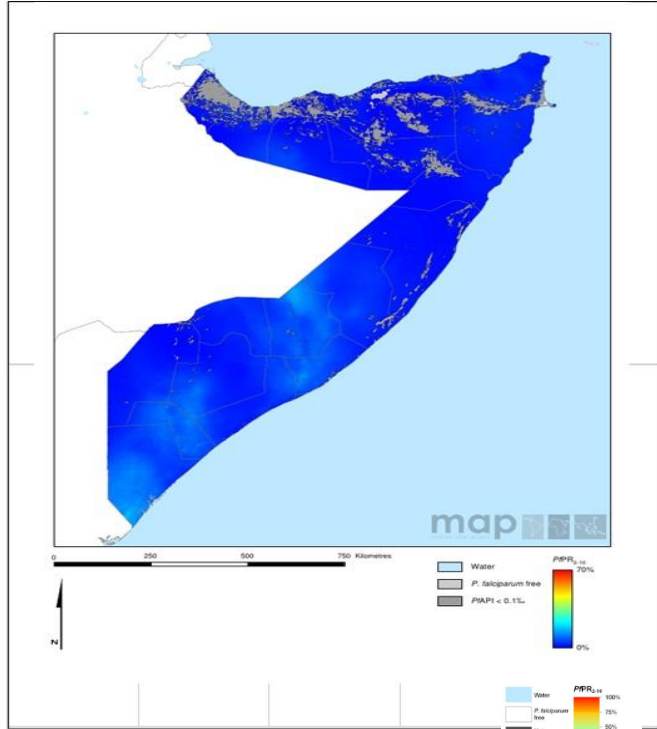 map
0 250 500 750 Kilometres
Water
P. falciparum free
PfAPI < 0.1‰
PfPR2-10
70%
0%
N
Water
P. falciparum
free
PfPR2-10
100%
75%
50%